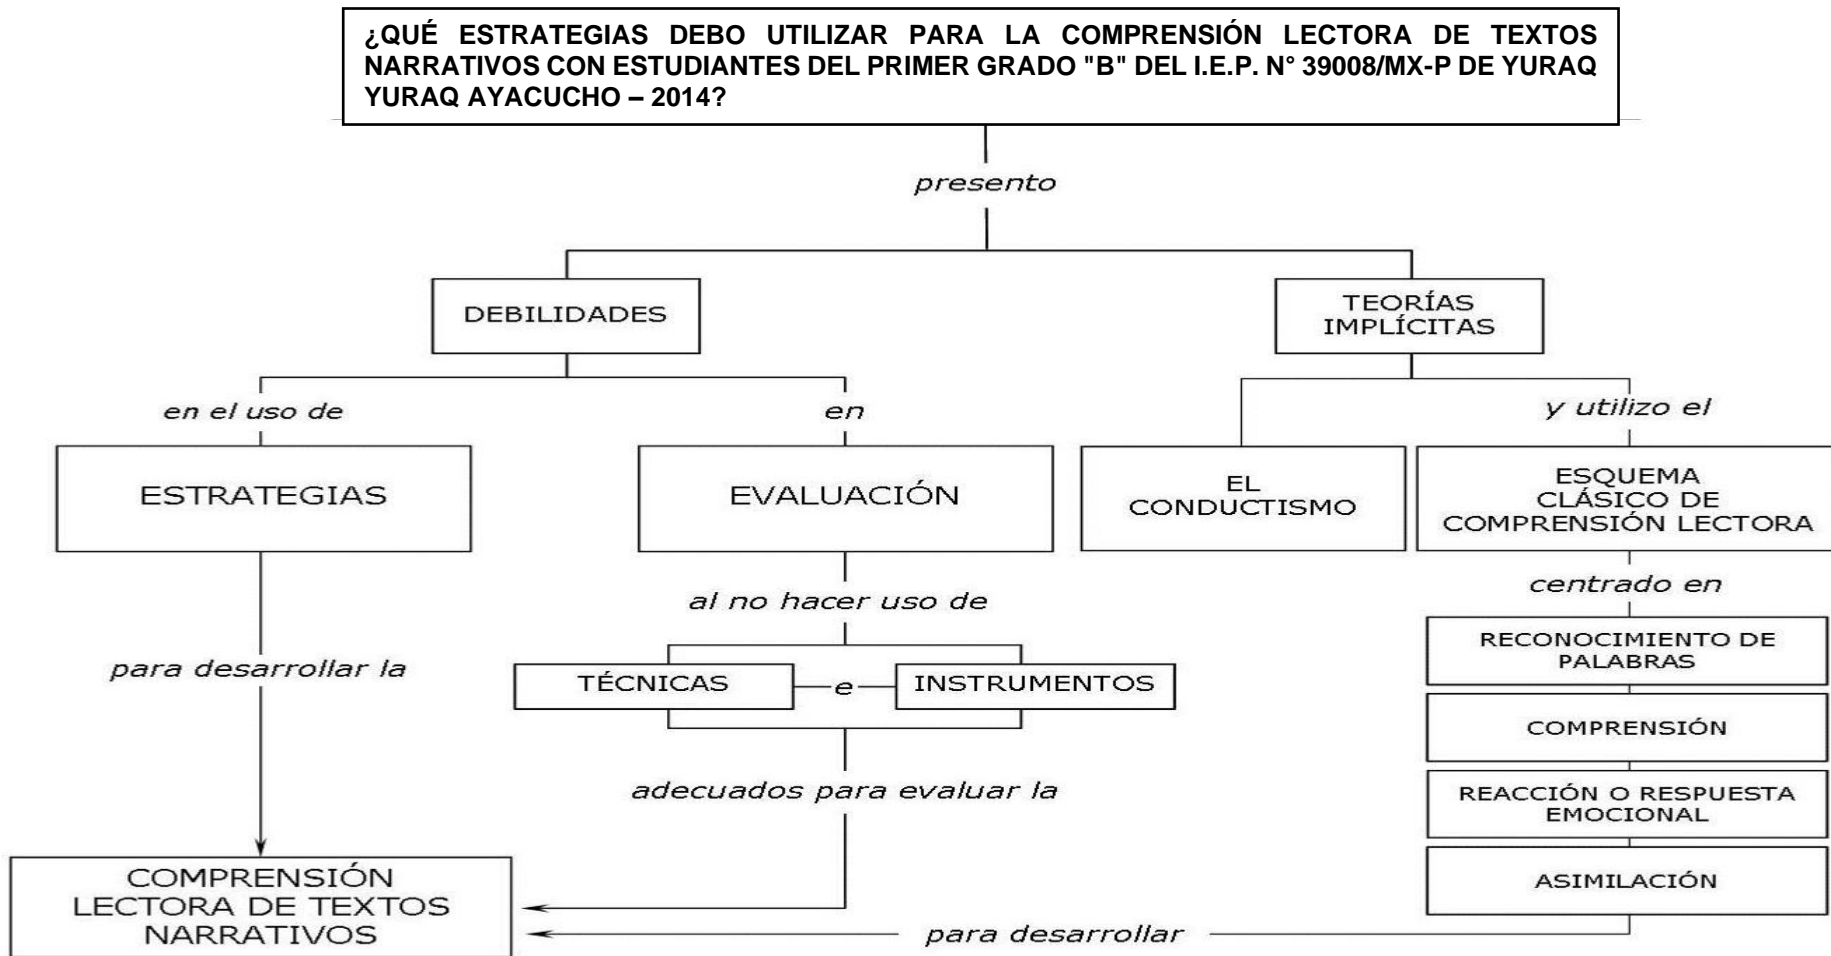 ¿QUÉ ESTRATEGIAS DEBO UTILIZAR PARA LA COMPRENSIÓN LECTORA DE TEXTOS
NARRATIVOS CON ESTUDIANTES DEL PRIMER GRADO "B" DEL I.E.P. N° 39008/MX-P DE YURAQ
YURAQ AYACUCHO – 2014?
presento
DEBILIDADES
TEORÍAS
IMPLÍCITAS
en el uso de
en
y utilizo el
ESTRATEGIAS
EVALUACIÓN
EL
CONDUCTISMO
ESQUEMA
CLÁSICO DE
COMPRENSIÓN LECTORA
al no hacer uso de
centrado en
para desarrollar la
TÉCNICAS
e
INSTRUMENTOS
RECONOCIMIENTO DE
PALABRAS
COMPRENSIÓN
adecuados para evaluar la
REACCIÓN O RESPUESTA
EMOCIONAL
ASIMILACIÓN
COMPRENSIÓN
LECTORA DE TEXTOS
NARRATIVOS
para desarrollar